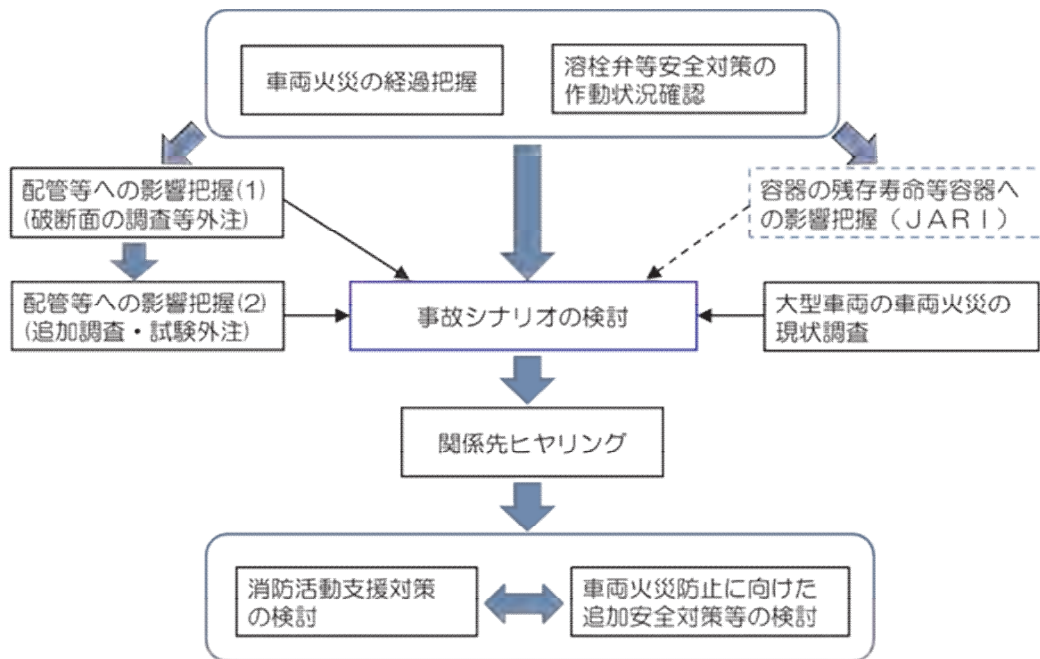 車両火災の経過把握
溶栓弁等安全対策の
作動状況確認
配管等への影響把握(1)
(破断面の調査等外注)
容器の残存寿命等容器へ
の影響把握（ＪＡＲＩ）
配管等への影響把握(2)
(追加調査・試験外注)
事故シナリオの検討
大型車両の車両火災の
現状調査
関係先ヒヤリング
消防活動支援対策
の検討
車両火災防止に向けた
追加安全対策等の検討